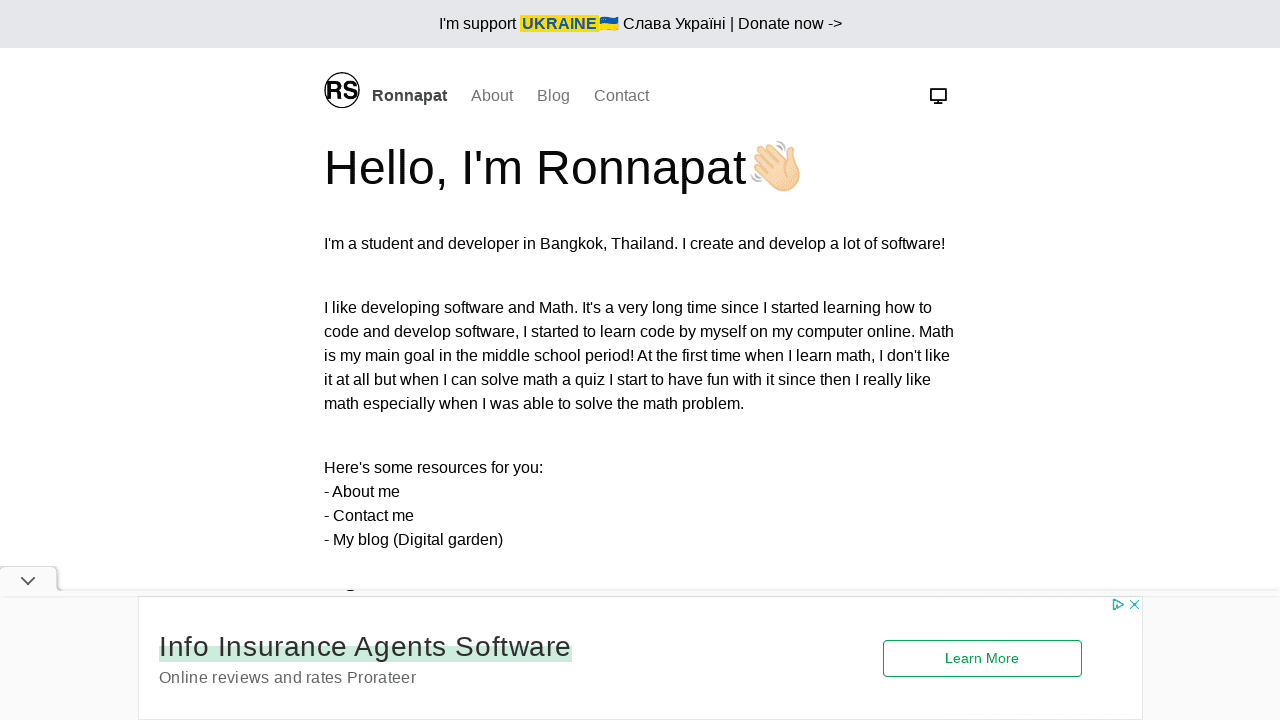 I'm support UKRAINE🇺🇦 Слава Україні | Donate now ->
RS Ronnapat About Blog Contact
Hello, I'm Ronnapat👋🏻
I'm a student and developer in Bangkok, Thailand. I create and develop a lot of software!
I like developing software and Math. It's a very long time since I started learning how to
code and develop software, I started to learn code by myself on my computer online. Math
is my main goal in the middle school period! At the first time when I learn math, I don't like
it at all but when I can solve math a quiz I start to have fun with it since then I really like
math especially when I was able to solve the math problem.
Here's some resources for you:
- About me
- Contact me
- My blog (Digital garden)
Info Insurance Agents Software
Online reviews and rates Prorateer
Learn More